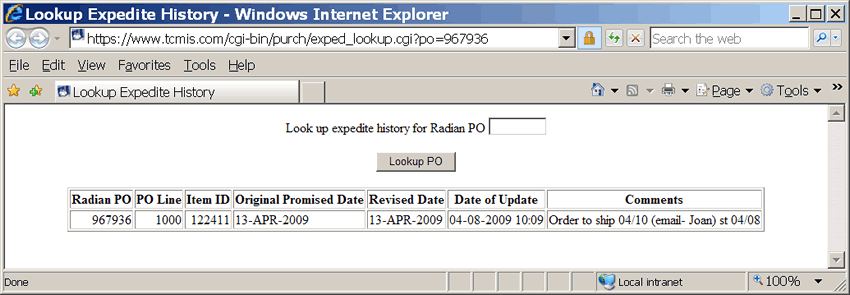 Lookup Expedite History - Windows Internet Explorer
https://www.tcmis.com/cgi-bin/purch/exped_lookup.cgi?po=967936 Search the web
File Edit View Favorites Tools Help
Lookup Expedite History Page Tools »
Look up expedite history for Radian PO
Lookup PO
Radian PO PO Line Item ID Original Promised Date Revised Date Date of Update Comments
967936 1000 122411 13-APR-2009 13-APR-2009 04-08-2009 10:09 Order to ship 04/10 (email- Joan) st 04/08
Done Local intranet 100%